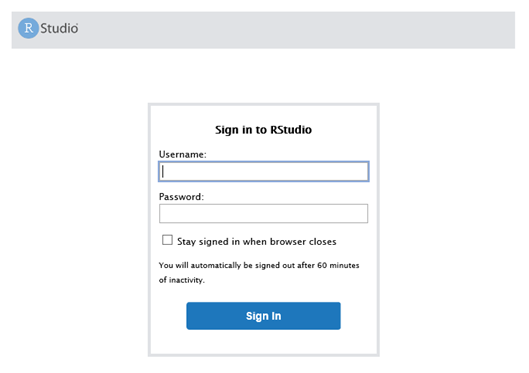 R Studio
Sign in to RStudio
Username:
Password:
Stay signed in when browser closes
You will automatically be signed out after 60 minutes
of inactivity.
Sign In